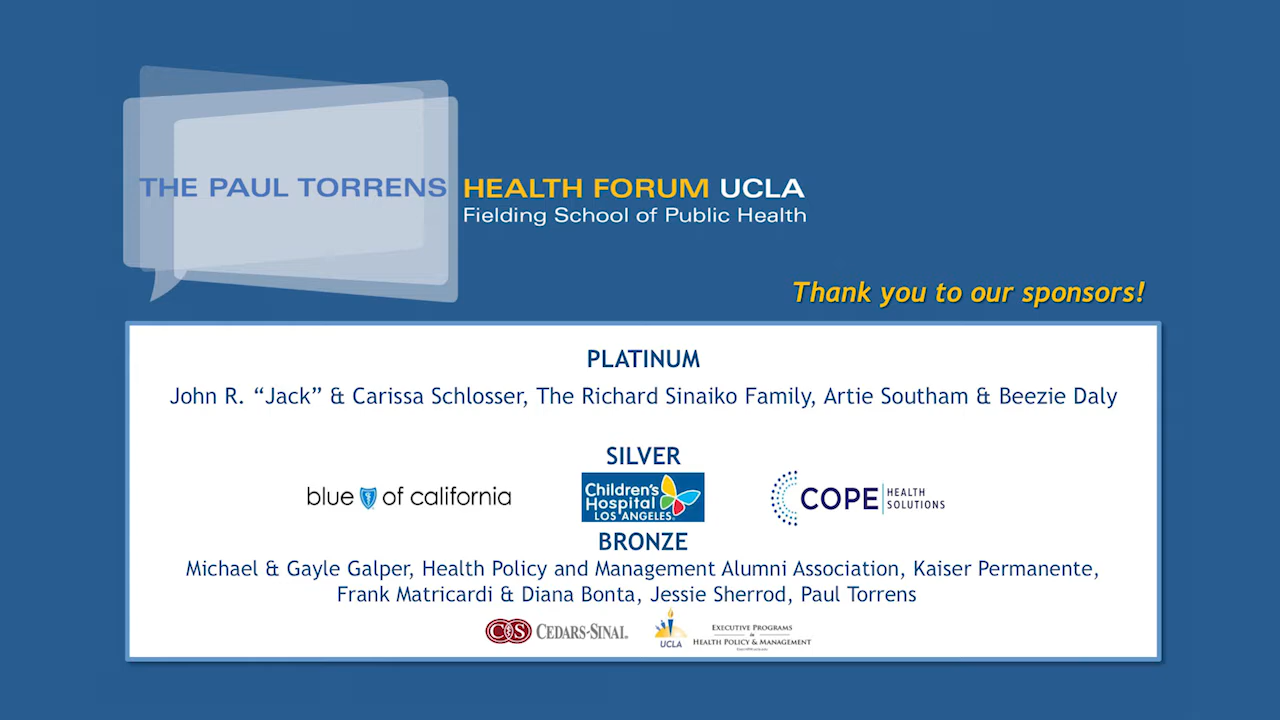 THE PAUL TORRENS HEALTH FORUM UCLA
Fielding School of Public Health
Thank you to our sponsors!
PLATINUM
John R. “Jack” & Carissa Schlosser, The Richard Sinaiko Family, Artie Southam & Beezie Daly
SILVER
blue of california
Children's
Hospital
LOS ANGELES
COPE HEALTH
SOLUTIONS
BRONZE
Michael & Gayle Galper, Health Policy and Management Alumni Association, Kaiser Permanente,
Frank Matricardi & Diana Bonta, Jessie Sherrod, Paul Torrens
CEDARS-SINAI.
UCLA
EXECUTIVE PROGRAMS
in
HEALTH POLICY & MANAGEMENT